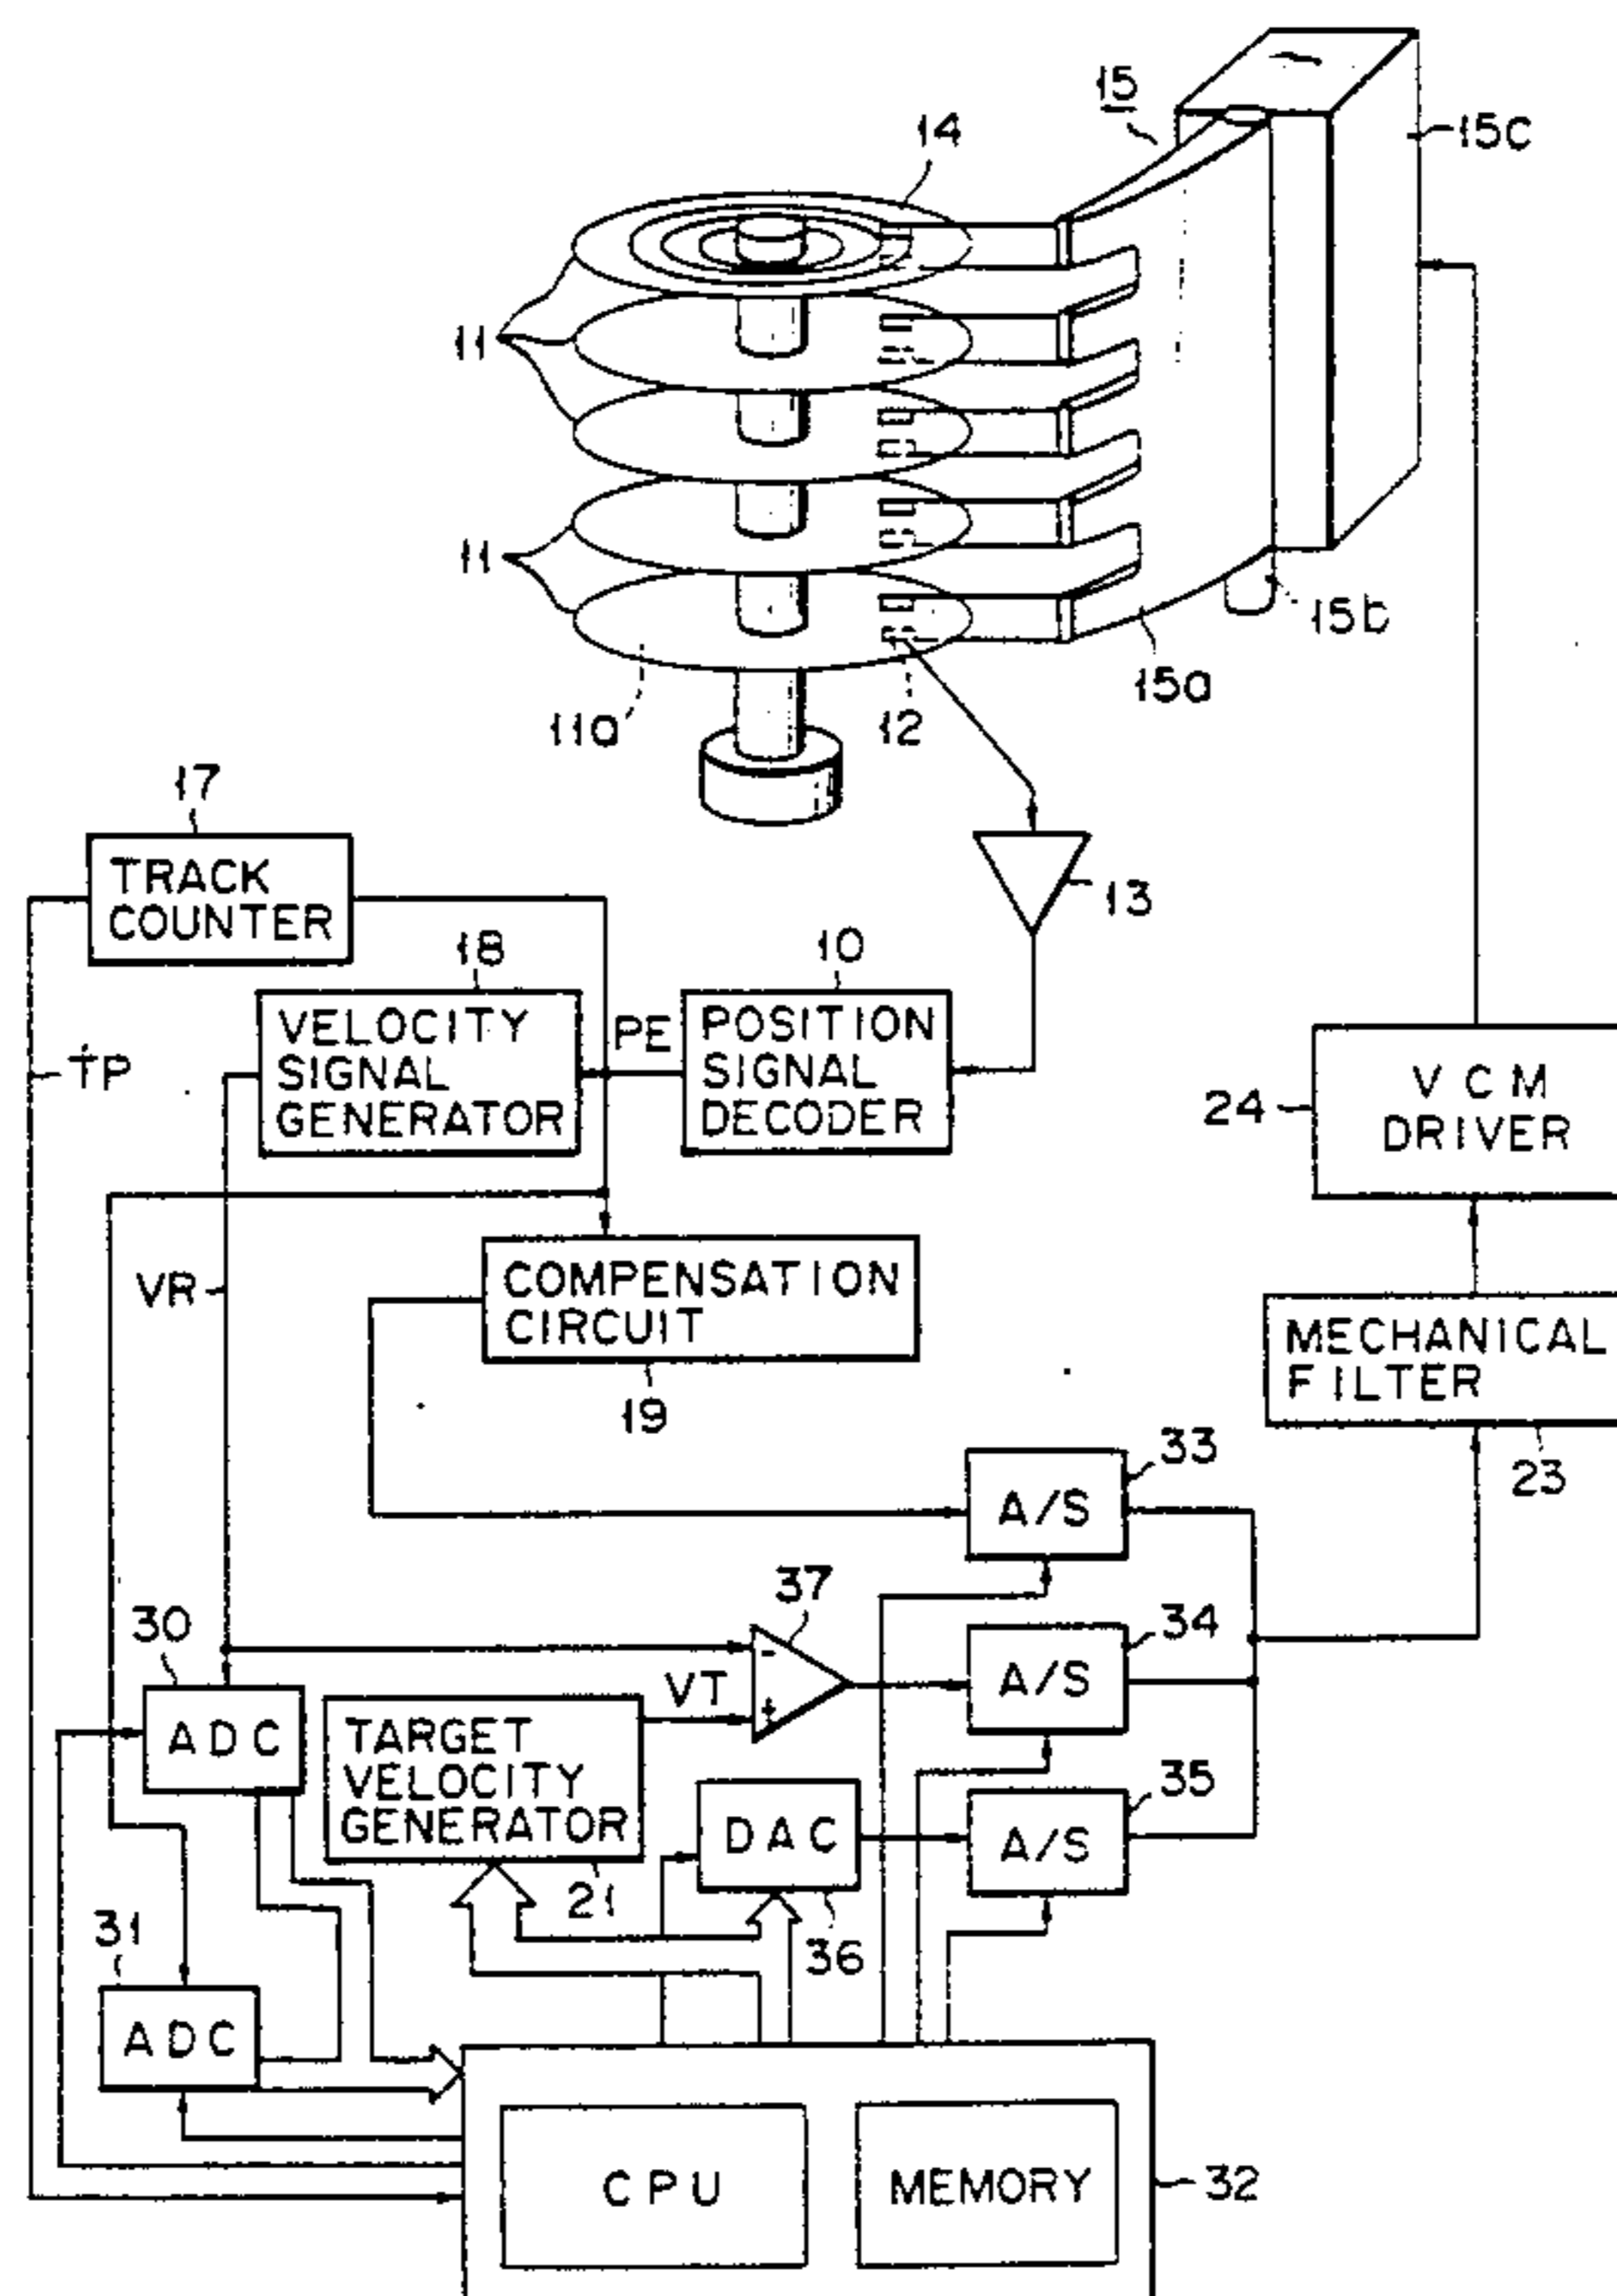 15
14
15C
11
11
15b
15a
11a
12
17
TRACK
COUNTER
13
18
10
VELOCITY
SIGNAL
GENERATOR
PE
POSITION
SIGNAL
DECODER
TP
24
VCM
DRIVER
VR
COMPENSATION
CIRCUIT
MECHANICAL
FILTER
19
33
23
A/S
37
30
34
VT
-
+
A/S
ADC
TARGET
VELOCITY
GENERATOR
35
DAC
A/S
21
31
36
ADC
CPU
MEMORY
32